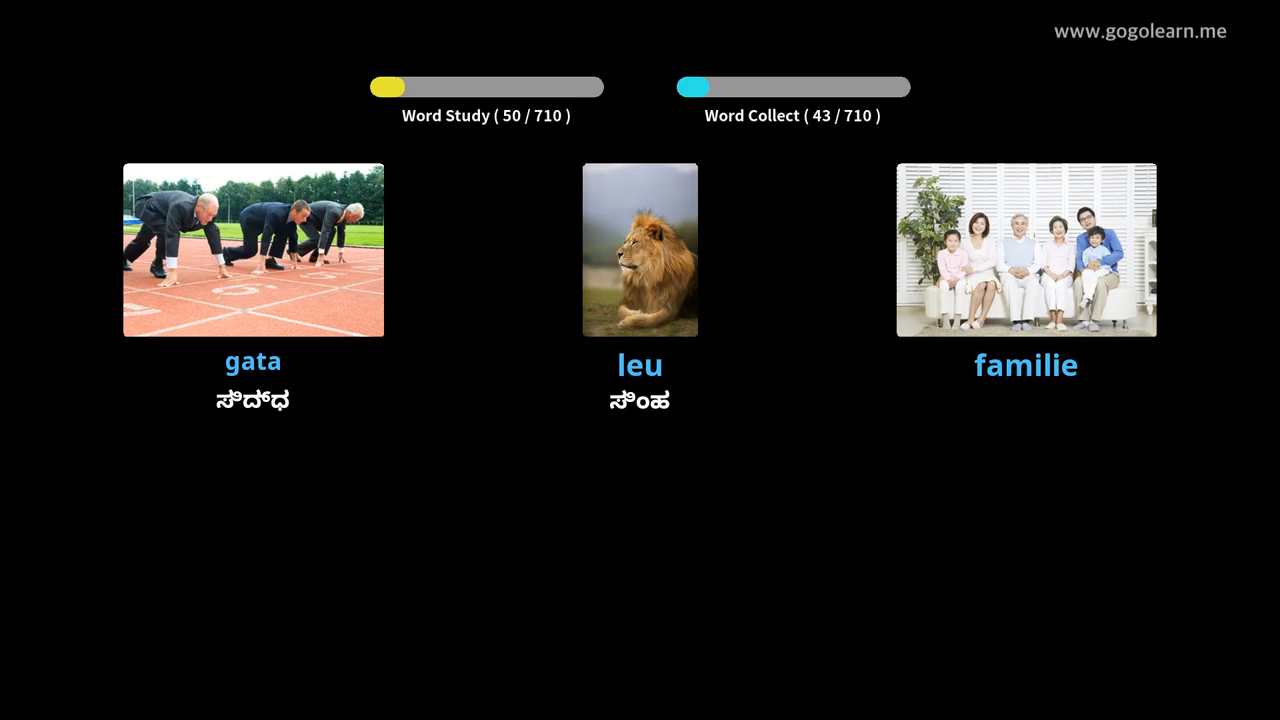 www.gogolearn.me
Word Study ( 50 / 710 )
Word Collect ( 43 / 710 )
gata
leu
familie
ಸಿದ್ಧ
ಸಿಂಹ